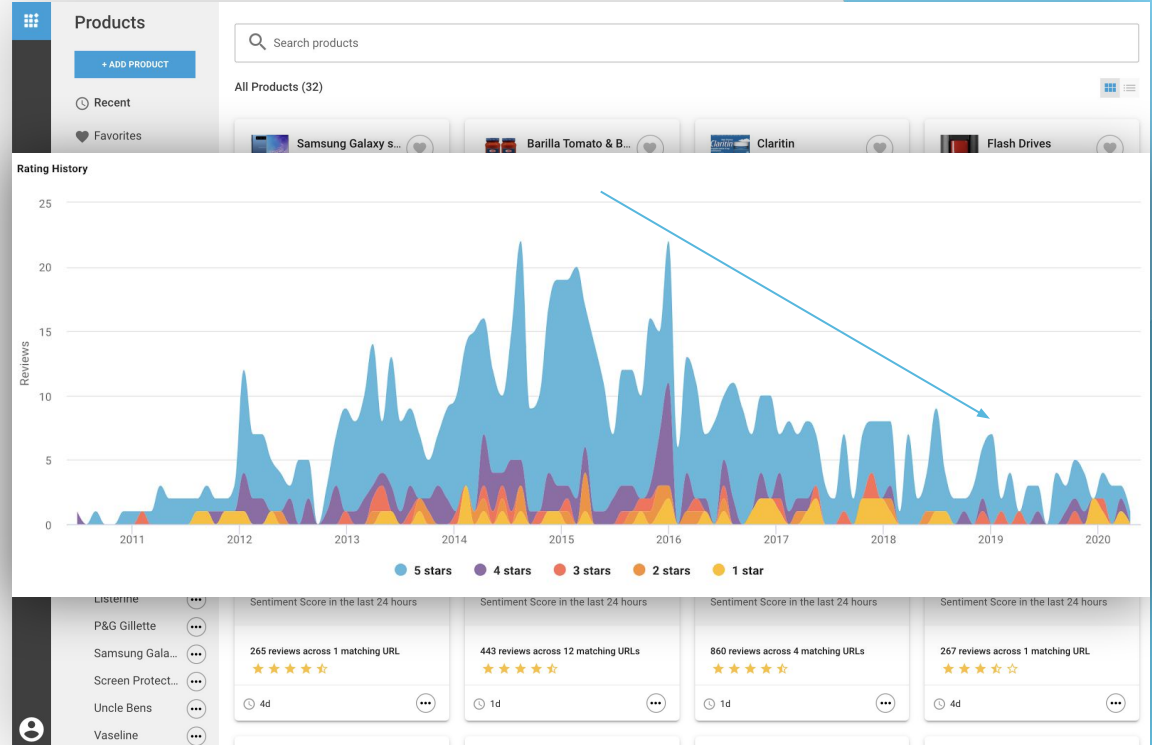 Products
+ ADD PRODUCT
Recent
Favorites
Search products
All Products (32)
Samsung Galaxy s...
Barilla Tomato & B...
Claritin
Claritin
Flash Drives
Rating History
Reviews
25
20
15
10
5
0
2011 2012 2013 2014 2015 2016 2017 2018 2019 2020
5 stars 4 stars 3 stars 2 stars 1 star
Listerine
P&G Gillette
Samsung Gala...
Screen Protect...
Uncle Bens
Vaseline
Sentiment Score in the last 24 hours
265 reviews across 1 matching URL
4d
Sentiment Score in the last 24 hours
443 reviews across 12 matching URLs
1d
Sentiment Score in the last 24 hours
860 reviews across 4 matching URLs
1d
Sentiment Score in the last 24 hours
267 reviews across 1 matching URL
4d